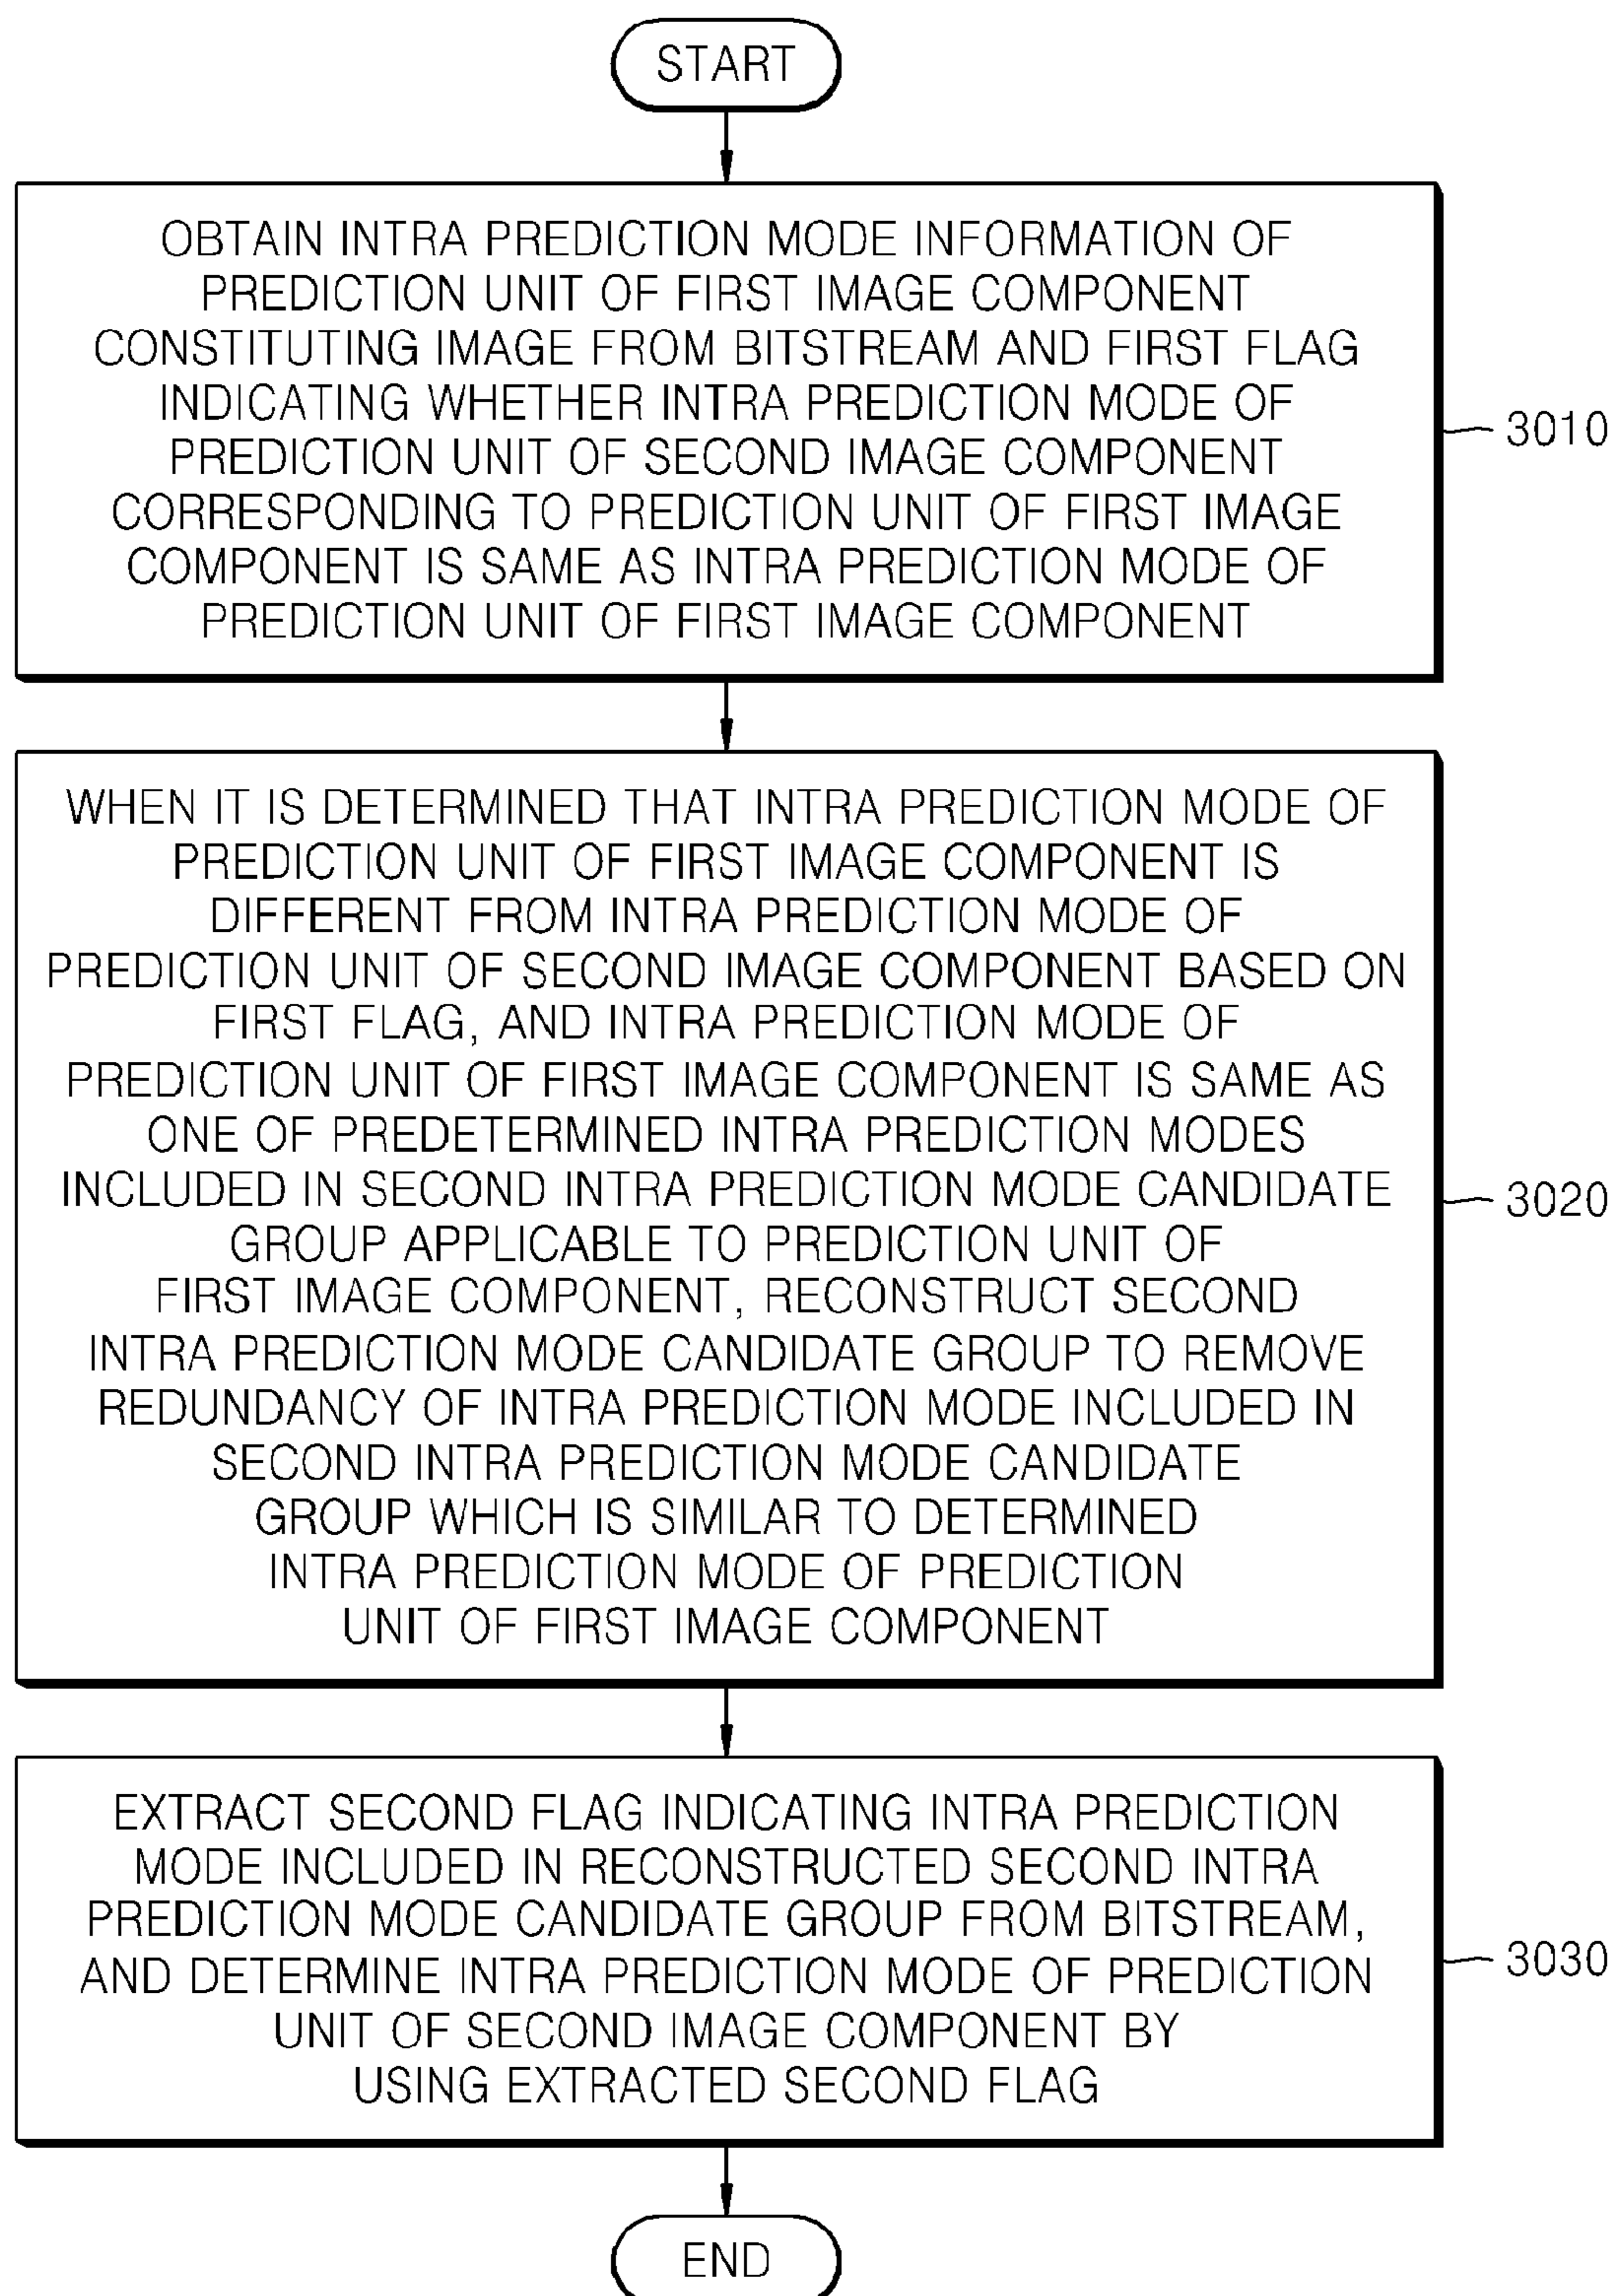 START
OBTAIN INTRA PREDICTION MODE INFORMATION OF
PREDICTION UNIT OF FIRST IMAGE COMPONENT
CONSTITUTING IMAGE FROM BITSTREAM AND FIRST FLAG
INDICATING WHETHER INTRA PREDICTION MODE OF
PREDICTION UNIT OF SECOND IMAGE COMPONENT
CORRESPONDING TO PREDICTION UNIT OF FIRST IMAGE
COMPONENT IS SAME AS INTRA PREDICTION MODE OF
PREDICTION UNIT OF FIRST IMAGE COMPONENT
3010
WHEN IT IS DETERMINED THAT INTRA PREDICTION MODE OF
PREDICTION UNIT OF FIRST IMAGE COMPONENT IS
DIFFERENT FROM INTRA PREDICTION MODE OF
PREDICTION UNIT OF SECOND IMAGE COMPONENT BASED ON
FIRST FLAG, AND INTRA PREDICTION MODE OF
PREDICTION UNIT OF FIRST IMAGE COMPONENT IS SAME AS
ONE OF PREDETERMINED INTRA PREDICTION MODES
INCLUDED IN SECOND INTRA PREDICTION MODE CANDIDATE
GROUP APPLICABLE TO PREDICTION UNIT OF
FIRST IMAGE COMPONENT, RECONSTRUCT SECOND
INTRA PREDICTION MODE CANDIDATE GROUP TO REMOVE
REDUNDANCY OF INTRA PREDICTION MODE INCLUDED IN
SECOND INTRA PREDICTION MODE CANDIDATE
GROUP WHICH IS SIMILAR TO DETERMINED
INTRA PREDICTION MODE OF PREDICTION
UNIT OF FIRST IMAGE COMPONENT
3020
EXTRACT SECOND FLAG INDICATING INTRA PREDICTION
MODE INCLUDED IN RECONSTRUCTED SECOND INTRA
PREDICTION MODE CANDIDATE GROUP FROM BITSTREAM,
AND DETERMINE INTRA PREDICTION MODE OF PREDICTION
UNIT OF SECOND IMAGE COMPONENT BY
USING EXTRACTED SECOND FLAG
3030
END